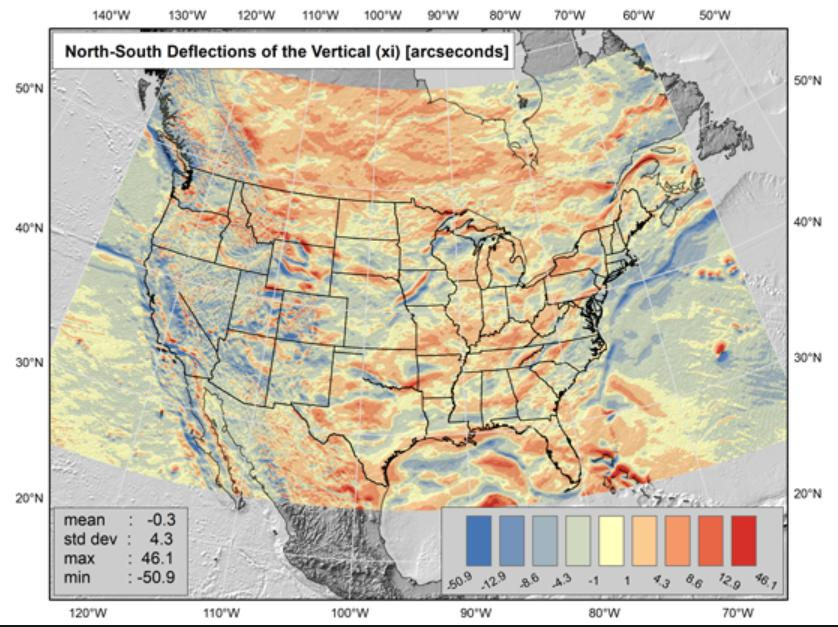 140°W 130°W 120°W 110°W 100°W 90°W 80°W 70°W 60°W 50°W
North-South Deflections of the Vertical (xi) [arcseconds]
50°N 50°N
40°N 40°N
30°N 30°N
20°N 20°N
mean : -0.3
std dev : 4.3
max : 46.1
min : -50.9
-50.9 -12.9 -8.6 -4.3 -1 1 4.3 8.6 12.9 46.1
120°W 110°W 100°W 90°W 80°W 70°W